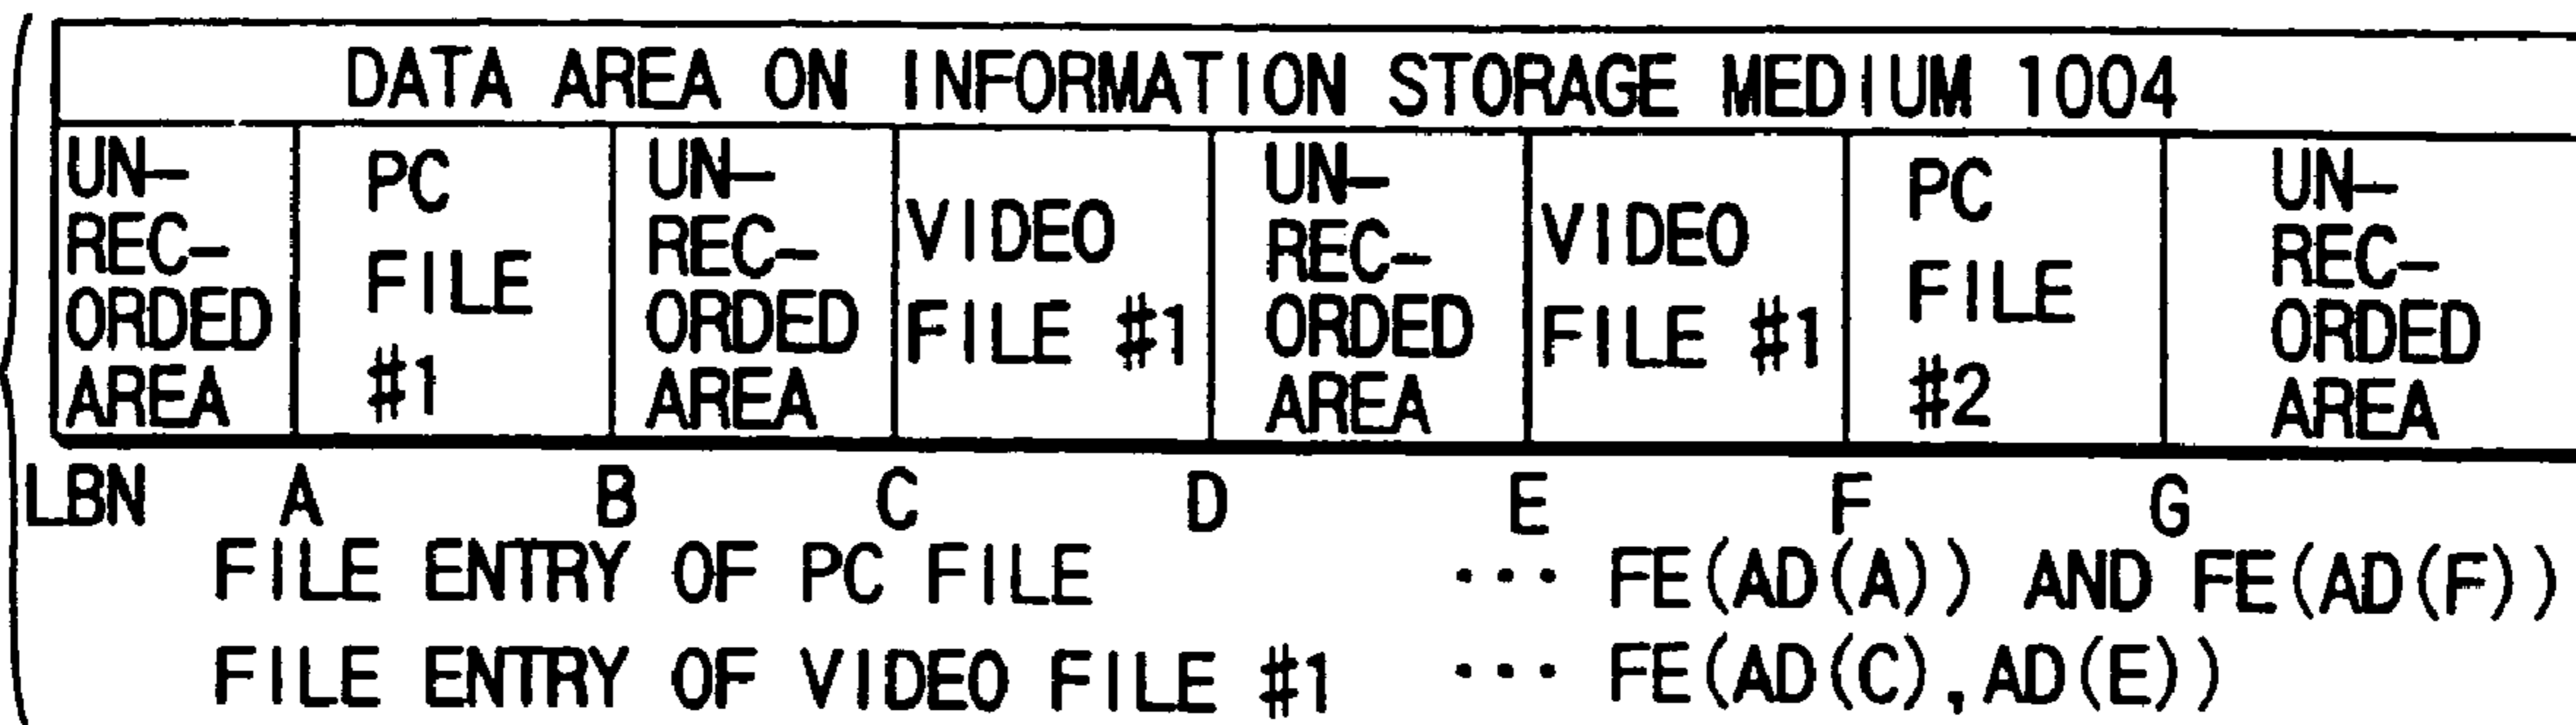 DATA AREA ON INFORMATION STORAGE MEDIUM 1004
UN-
REC-
ORDED
AREA
PC
FILE
#1
UN-
REC-
ORDED
AREA
VIDEO
FILE #1
UN-
REC-
ORDED
AREA
VIDEO
FILE #1
PC
FILE
#2
UN-
REC-
ORDED
AREA
LBN A B C D E F G
FILE ENTRY OF PC FILE ... FE(AD(A)) AND FE(AD(F))
FILE ENTRY OF VIDEO FILE #1 ... FE(AD(C),AD(E))